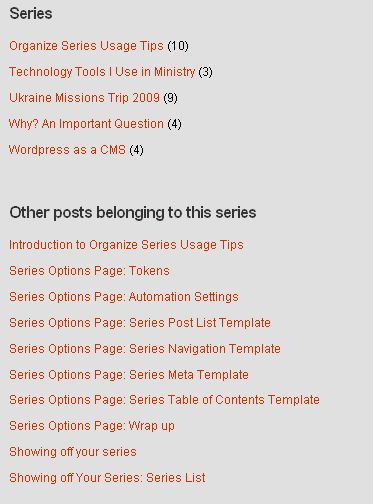 Series
Organize Series Usage Tips (10)
Technology Tools I Use in Ministry (3)
Ukraine Missions Trip 2009 (9)
Why? An Important Question (4)
Wordpress as a CMS (4)
Other posts belonging to this series
Introduction to Organize Series Usage Tips
Series Options Page: Tokens
Series Options Page: Automation Settings
Series Options Page: Series Post List Template
Series Options Page: Series Navigation Template
Series Options Page: Series Meta Template
Series Options Page: Series Table of Contents Template
Series Options Page: Wrap up
Showing off your series
Showing off Your Series: Series List